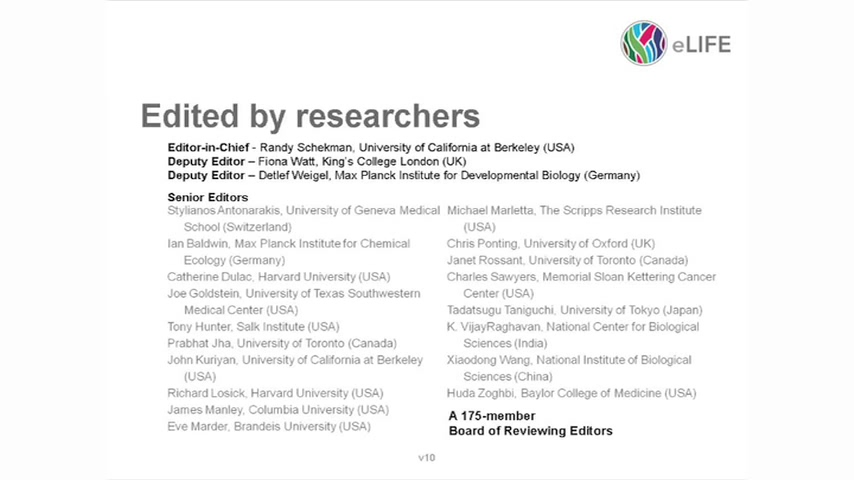 eLIFE
Edited by researchers
Editor-in-Chief - Randy Schekman, University of California at Berkeley (USA)
Deputy Editor – Fiona Watt, King's College London (UK)
Deputy Editor – Detlef Weigel, Max Planck Institute for Developmental Biology (Germany)
Senior Editors
Stylianos Antonarakis, University of Geneva Medical
School (Switzerland)
Ian Baldwin, Max Planck Institute for Chemical
Ecology (Germany)
Catherine Dulac, Harvard University (USA)
Joe Goldstein, University of Texas Southwestern
Medical Center (USA)
Tony Hunter, Salk Institute (USA)
Prabhat Jha, University of Toronto (Canada)
John Kuriyan, University of California at Berkeley
(USA)
Richard Losick, Harvard University (USA)
James Manley, Columbia University (USA)
Eve Marder, Brandeis University (USA)
Michael Marletta, The Scripps Research Institute
(USA)
Chris Ponting, University of Oxford {UK)
Janet Rossant, University of Toronto (Canada)
Charles Sawyers, Memorial Sloan Kettering Cancer
Center (USA)
Tadatsugu Taniguchi, University of Tokyo (Japan)
K. VijayRaghavan, National Center for Biological
Sciences (India)
Xiaodong Wang, National Institute of Biological
Sciences (China)
Huda Zoghbi, Baylor College of Medicine (USA)
A 175-member
Board of Reviewing Editors
v10